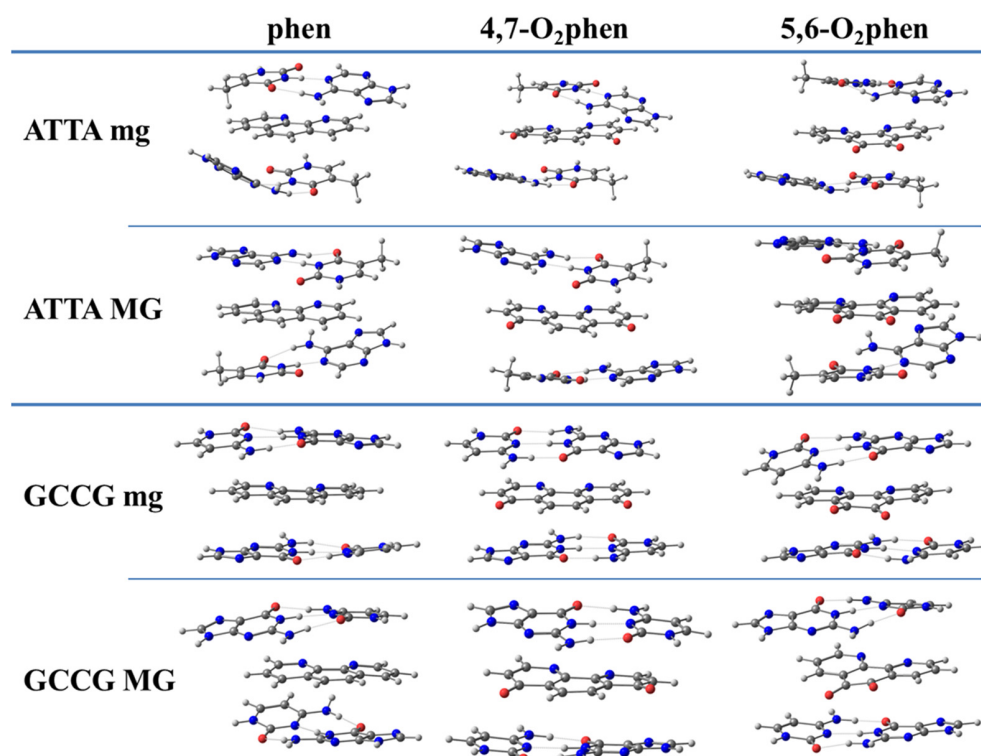 phen 4,7-O₂phen 5,6-O₂phen
ATTA mg
ATTA MG
GCCG mg
GCCG MG